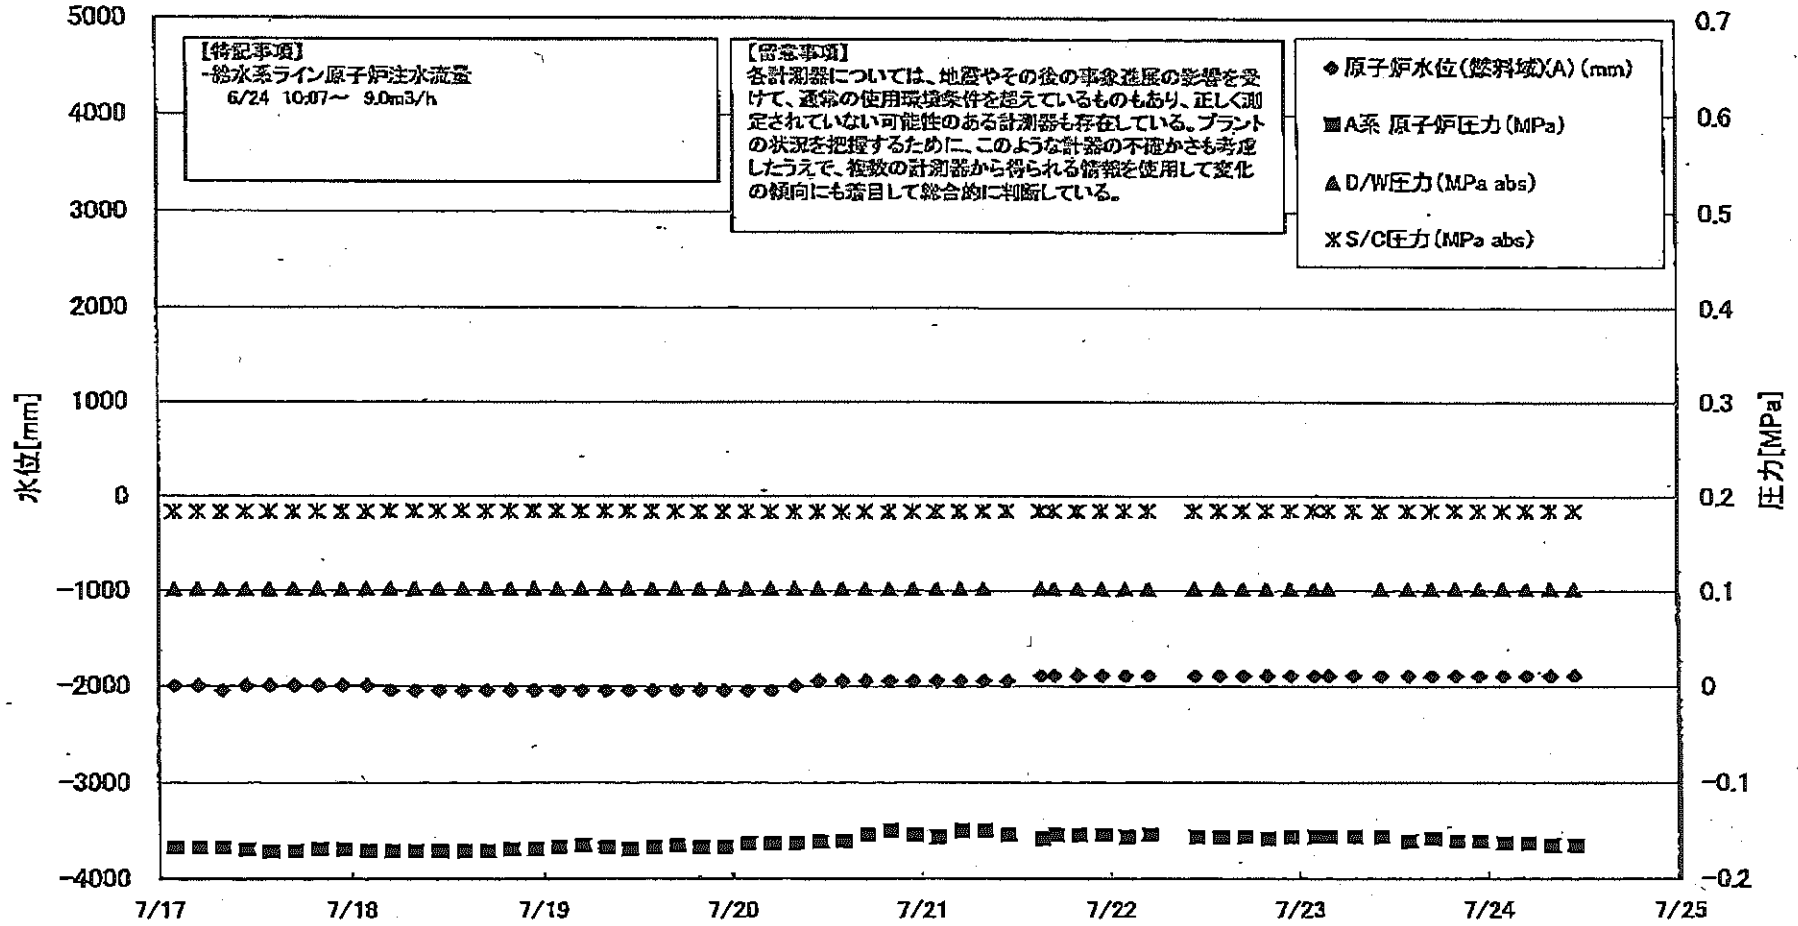 5000
4000
3000
2000
1000
0
-1000
-2000
-3000
-4000
水位[mm]
【特記事項】
-給水系ライン原子炉注水流量
6/24 10:07～ 9.0m3/h
【留意事項】
各計測器については、地震やその後の事象進展の影響を受
けて、通常の使用環境条件を超えているものもあり、正しく測
定されていない可能性のある計測器も存在している。プラント
の状況を把握するために、このような計器の不確かさも考慮
したうえで、複数の計測器から得られる情報を使用して変化
の傾向にも着目して総合的に判断している。
原子炉水位(燃料域)(A) (mm)
A系 原子炉圧力(MPa)
D/W圧力(MPa abs)
S/C圧力(MPa abs)
0.7
0.6
0.5
0.4
0.3
0.2
0.1
0
-0.1
-0.2
圧力[MPa]
7/17
7/18
7/19
7/20
7/21
7/22
7/23
7/24
7/25